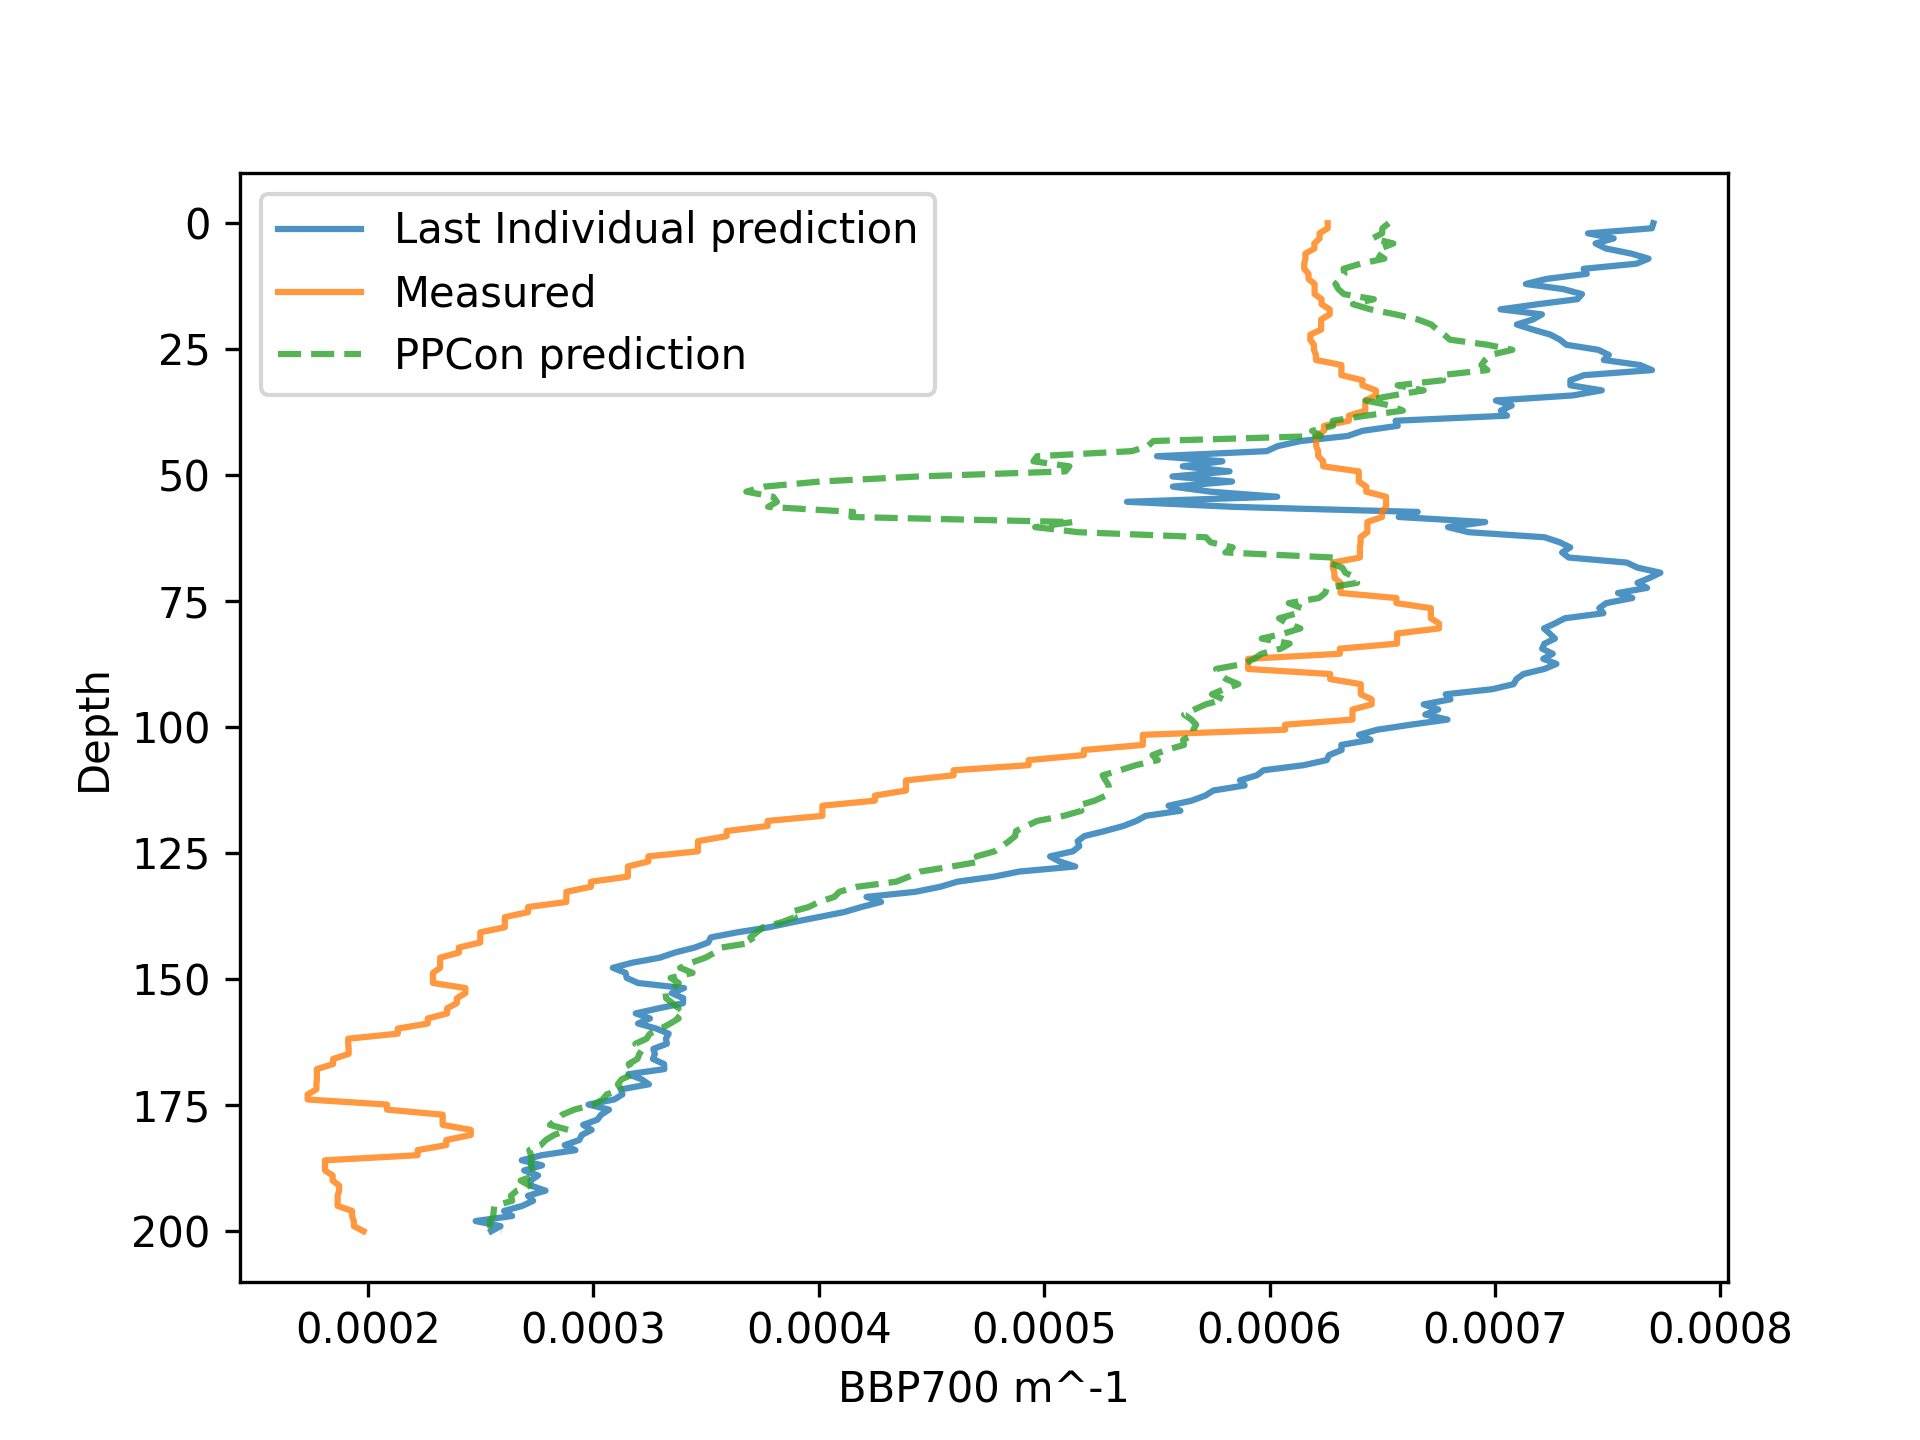 Last Individual prediction
Measured
PPCon prediction
0
25
50
75
100
125
150
175
200
Depth
0.0002 0.0003 0.0004 0.0005 0.0006 0.0007 0.0008
BBP700 m^-1